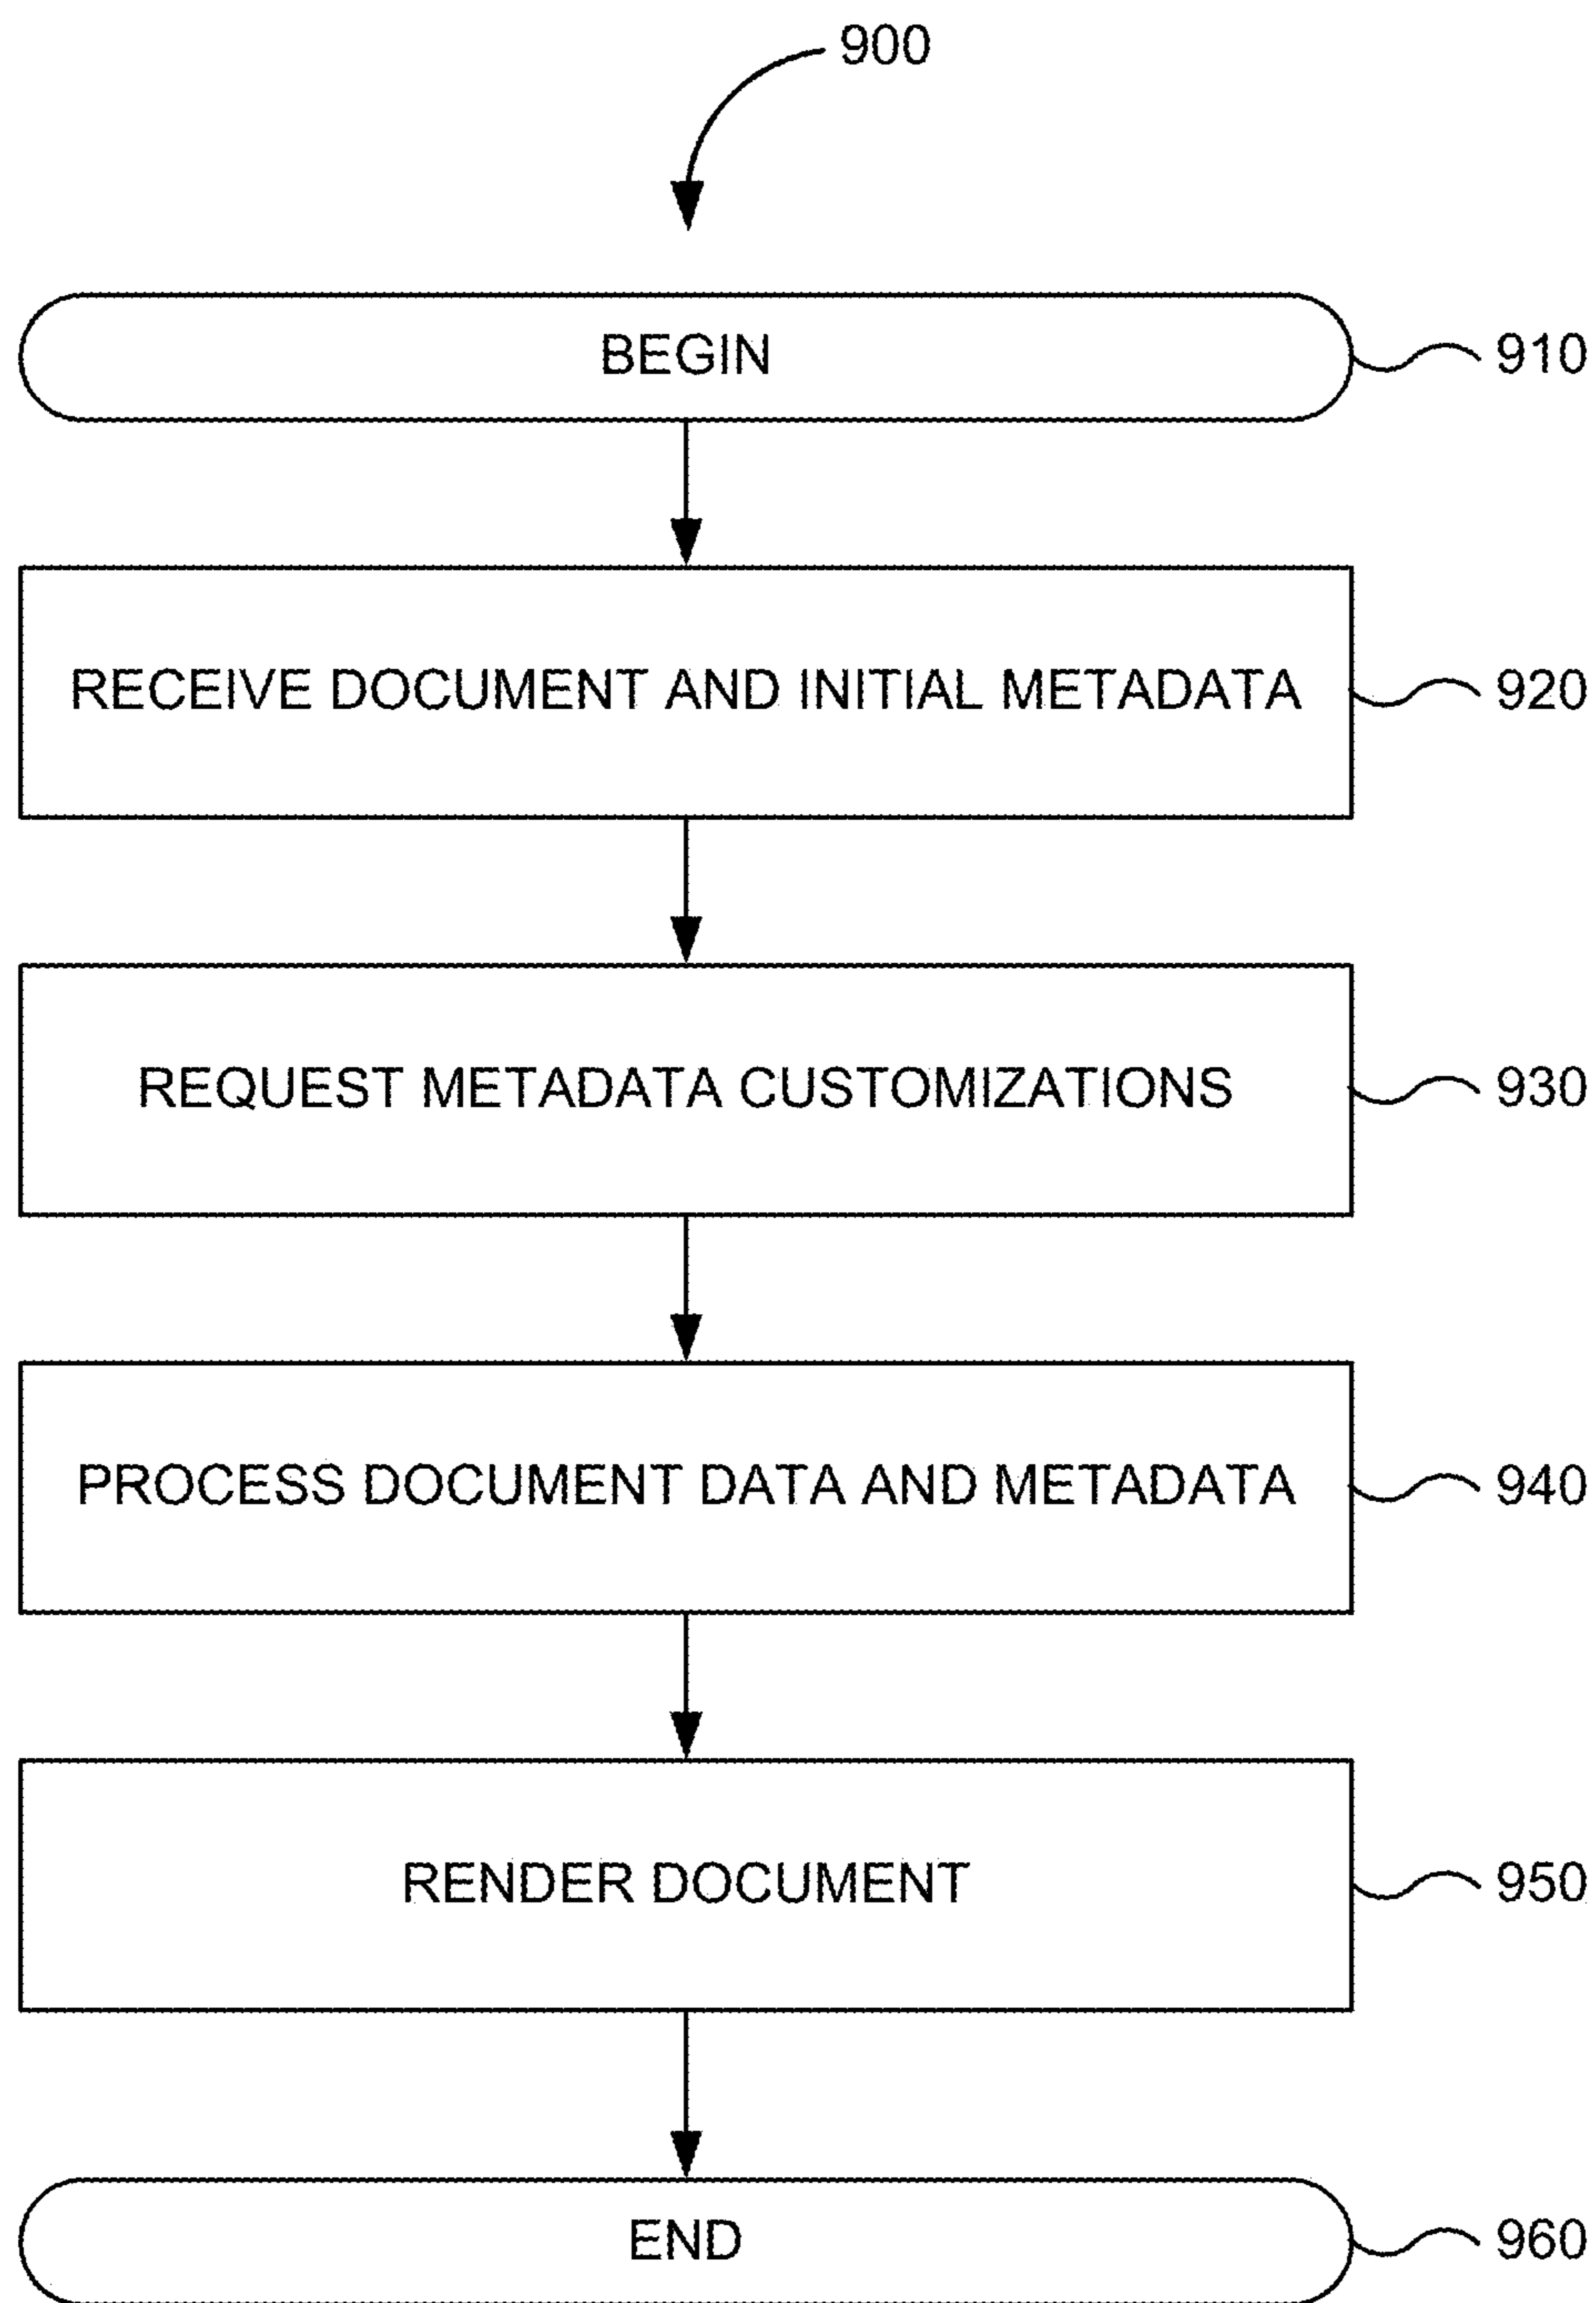 900
BEGIN 910
RECEIVE DOCUMENT AND INITIAL METADATA 920
REQUEST METADATA CUSTOMIZATIONS 930
PROCESS DOCUMENT DATA AND METADATA 940
RENDER DOCUMENT 950
END 960